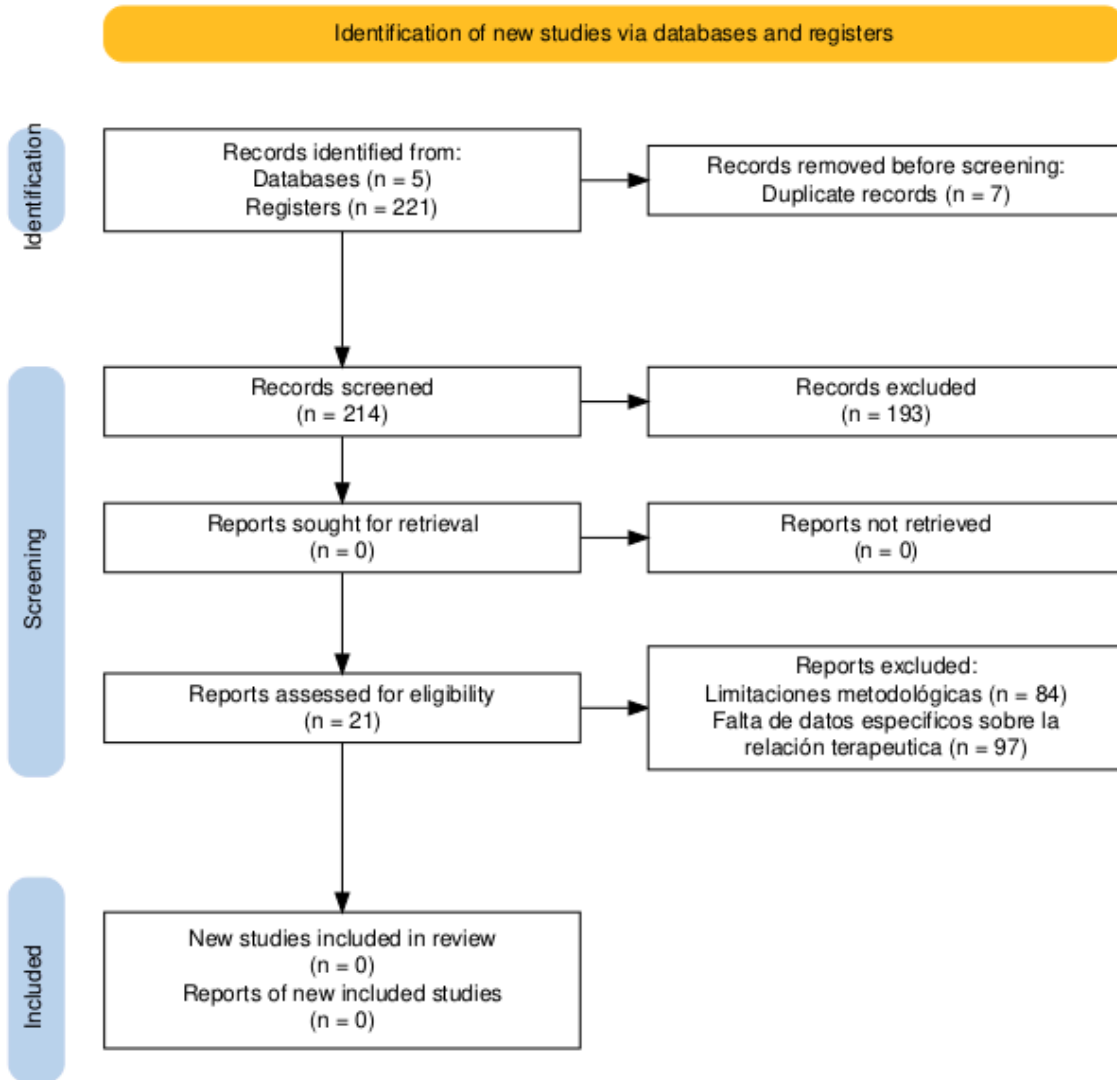 Identification of new studies via databases and registers
Identification
Records identified from:
Databases (n = 5)
Registers (n = 221)
Records removed before screening:
Duplicate records (n = 7)
Screening
Records screened
(n = 214)
Records excluded
(n = 193)
Reports sought for retrieval
(n = 0)
Reports not retrieved
(n = 0)
Reports assessed for eligibility
(n = 21)
Reports excluded:
Limitaciones metodológicas (n = 84)
Falta de datos especificos sobre la
relación terapeutica (n = 97)
Included
New studies included in review
(n = 0)
Reports of new included studies
(n = 0)